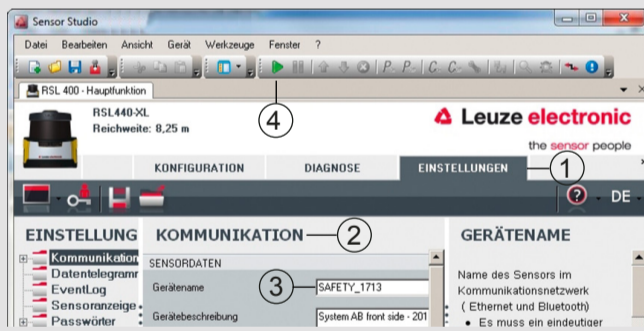 Sensor Studio
Datei Bearbeiten Ansicht Gerät Werkzeuge Fenster ?
RSL 400 - Hauptfunktion
4
RSL440-XL
Reichweite: 8,25 m
Leuze electronic
the sensor people
KONFIGURATION DIAGNOSE EINSTELLUNGEN 1
? DE
EINSTELLUNG KOMMUNIKATION 2 GERÄTENAME
Kommunikation
Datentelegramm
EventLog
Sensoranzeige
Passwörter
SENSORDATEN
Gerätename 3 SAFETY_1713
Gerätebeschreibung System AB front side - 201
Name des Sensors im
Kommunikationsnetzwerk
( Ethernet und Bluetooth)
• Es muss ein eindeutiger